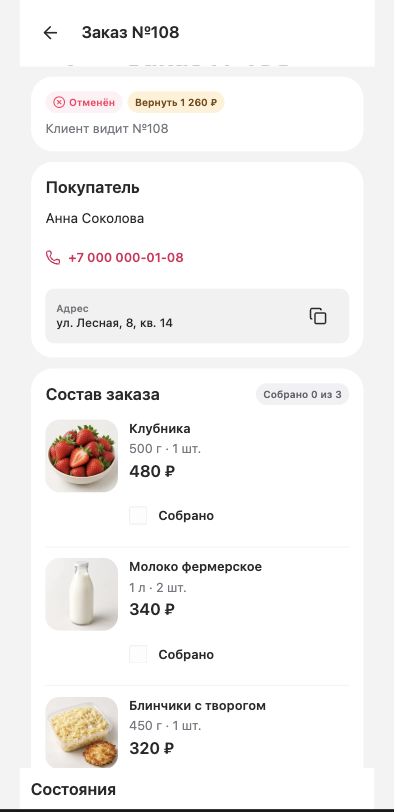 Заказ №108
Отменён
Вернуть 1 260 ₽
Клиент видит №108
Покупатель
Анна Соколова
+7 000 000-01-08
Адрес
ул. Лесная, 8, кв. 14
Состав заказа
Собрано 0 из 3
Клубника
500 г · 1 шт.
480 ₽
Собрано
Молоко фермерское
1 л · 2 шт.
340 ₽
Собрано
Блинчики с творогом
450 г · 1 шт.
320 ₽
Состояния